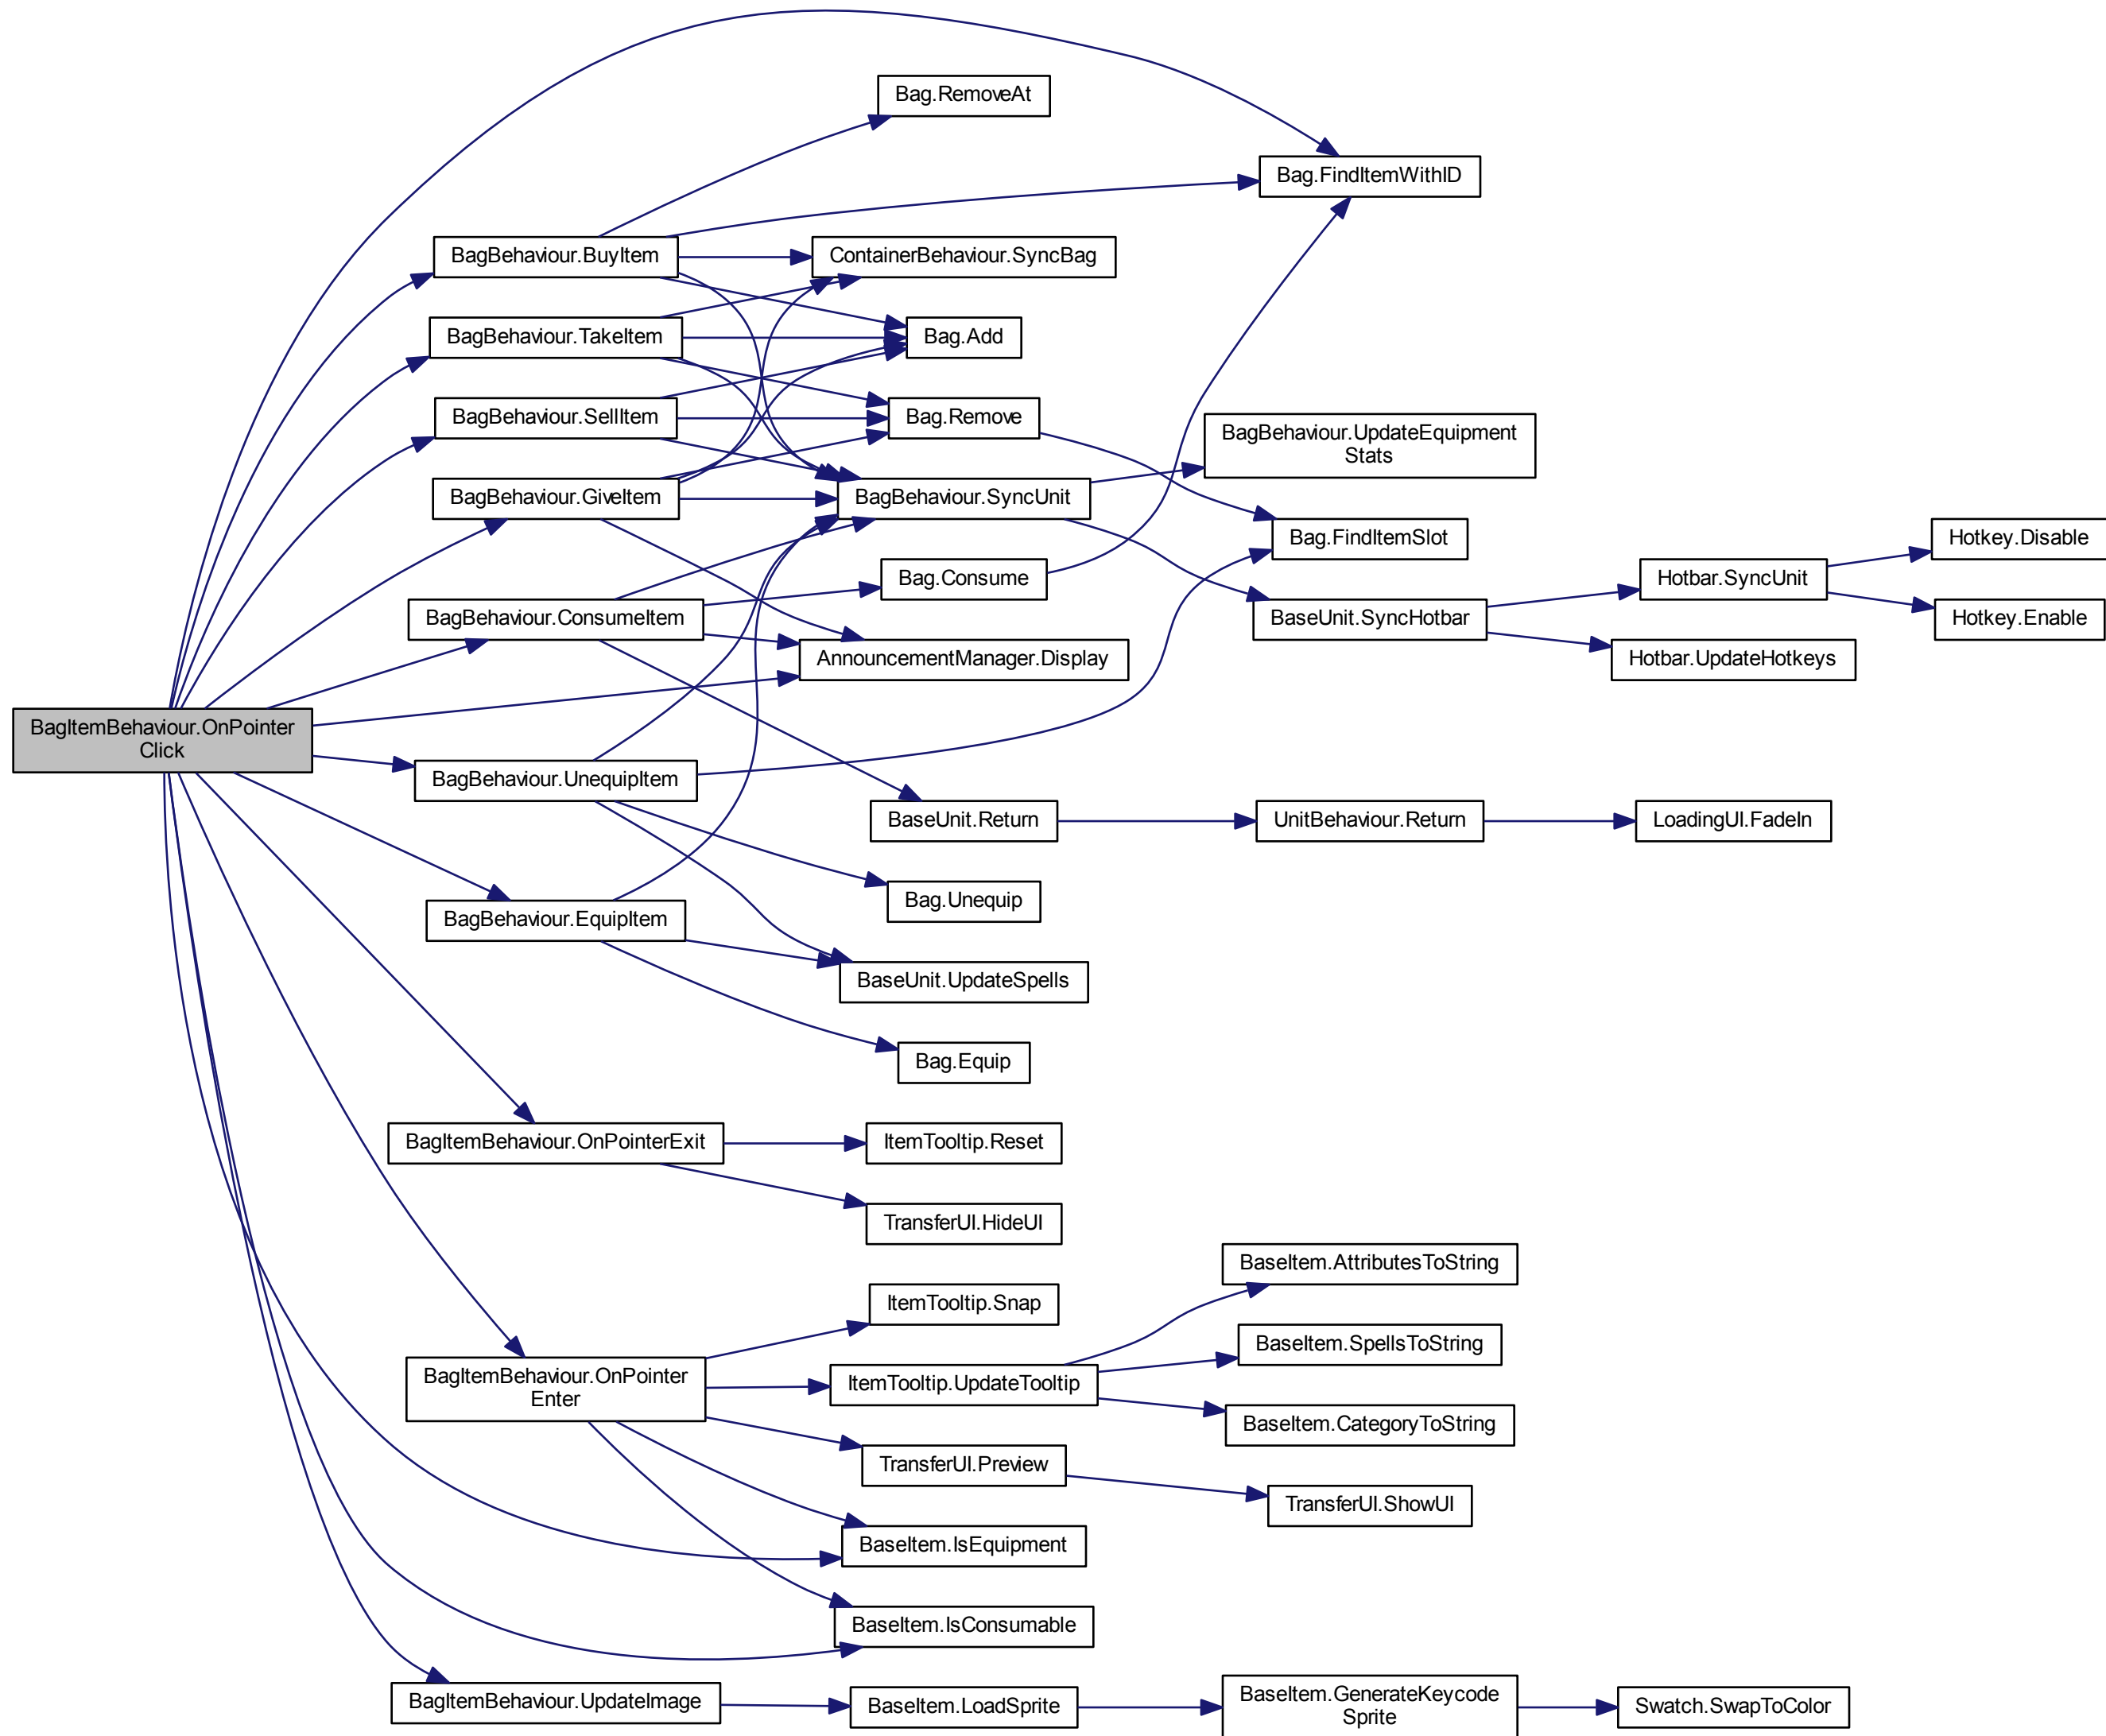 Bag.RemoveAt
Bag.FindItemWithID
BagBehaviour.BuyItem
ContainerBehaviour.SyncBag
BagBehaviour.TakeItem
Bag.Add
BagBehaviour.SellItem
Bag.Remove
BagBehaviour.UpdateEquipment
Stats
BagBehaviour.GiveItem
BagBehaviour.SyncUnit
Bag.FindItemSlot
Hotkey.Disable
Bag.Consume
Hotbar.SyncUnit
BagBehaviour.ConsumeItem
BaseUnit.SyncHotbar
Hotkey.Enable
AnnouncementManager.Display
Hotbar.UpdateHotkeys
BagItemBehaviour.OnPointer
Click
BagBehaviour.UnequipItem
BaseUnit.Return
UnitBehaviour.Return
LoadingUI.FadeIn
Bag.Unequip
BagBehaviour.EquipItem
BaseUnit.UpdateSpells
Bag.Equip
BagItemBehaviour.OnPointerExit
ItemTooltip.Reset
TransferUI.HideUI
BaseItem.AttributesToString
ItemTooltip.Snap
BaseItem.SpellsToString
BagItemBehaviour.OnPointer
Enter
ItemTooltip.UpdateTooltip
BaseItem.CategoryToString
TransferUI.Preview
TransferUI.ShowUI
BaseItem.IsEquipment
BaseItem.IsConsumable
BagItemBehaviour.UpdateImage
BaseItem.LoadSprite
BaseItem.GenerateKeycode
Sprite
Swatch.SwapToColor